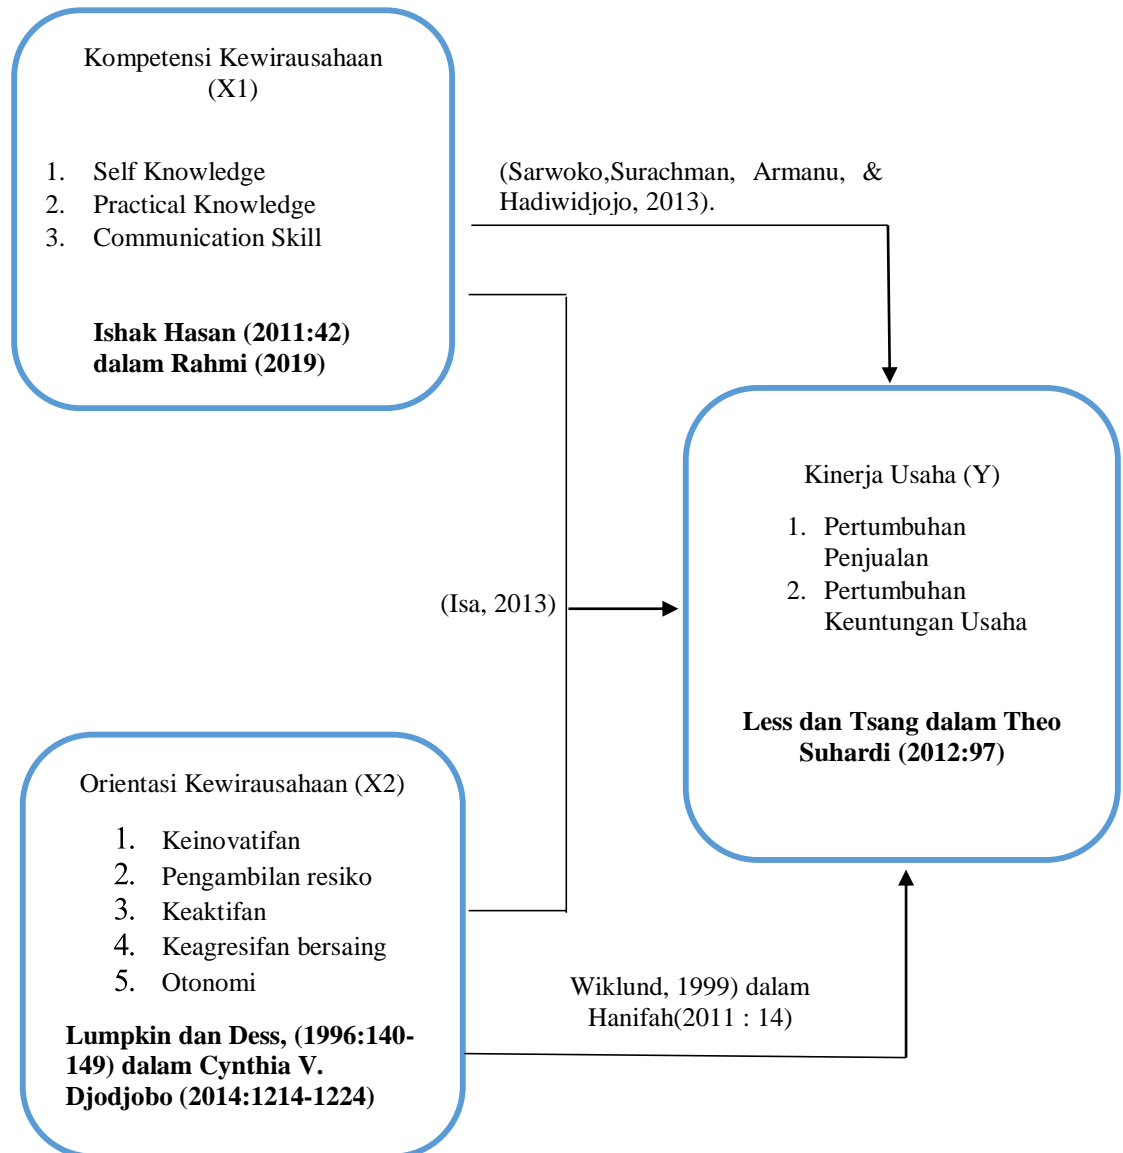 Kompetensi Kewirausahaan
(X1)
1. Self Knowledge
2. Practical Knowledge
3. Communication Skill
Ishak Hasan (2011:42)
dalam Rahmi (2019)
(Sarwoko,Surachman, Armanu, &
Hadiwidjojo, 2013).
(Isa, 2013)
Kinerja Usaha (Y)
1. Pertumbuhan
Penjualan
2. Pertumbuhan
Keuntungan Usaha
Less dan Tsang dalam Theo
Suhardi (2012:97)
Orientasi Kewirausahaan (X2)
1. Keinovatifan
2. Pengambilan resiko
3. Keaktifan
4. Keagresifan bersaing
5. Otonomi
Lumpkin dan Dess, (1996:140-
149) dalam Cynthia V.
Djodjobo (2014:1214-1224)
Wiklund, 1999) dalam
Hanifah(2011 : 14)